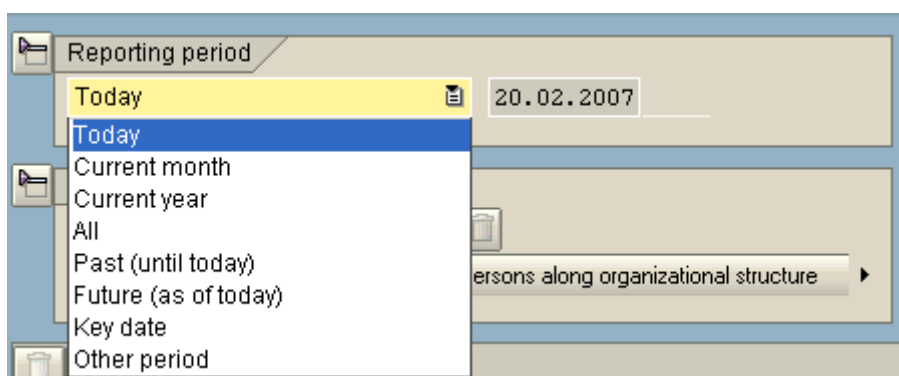 Reporting period
Today 20.02.2007
Today
Current month
Current year
All
Past (until today)
Future (as of today)
Key date
Other period
along organizational structure